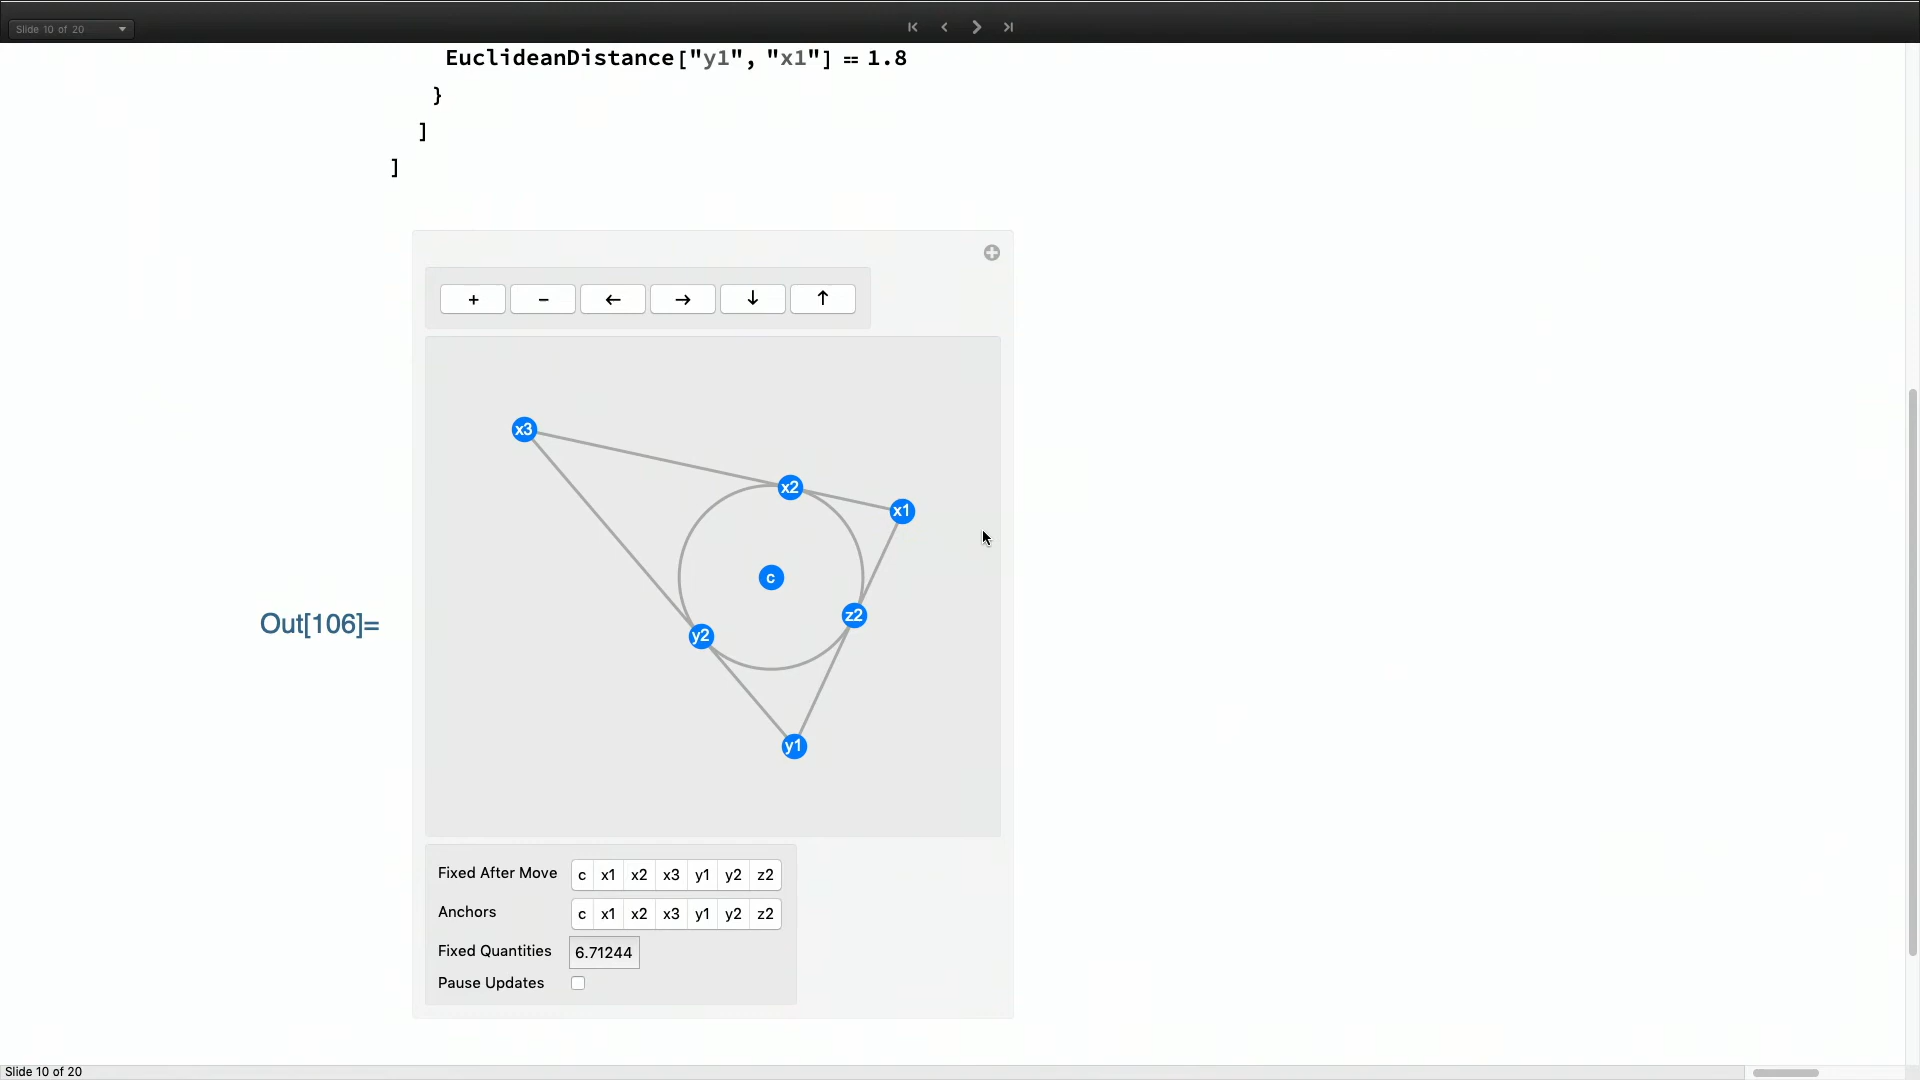 Slide 10 of 20
EuclideanDistance["y1", "x1"] == 1.8
}
]
]
+ − ← → ↓ ↑
x3
x2
x1
c
z2
y2
Out[106]=
y1
Fixed After Move c x1 x2 x3 y1 y2 z2
Anchors c x1 x2 x3 y1 y2 z2
Fixed Quantities 6.71244
Pause Updates
Slide 10 of 20